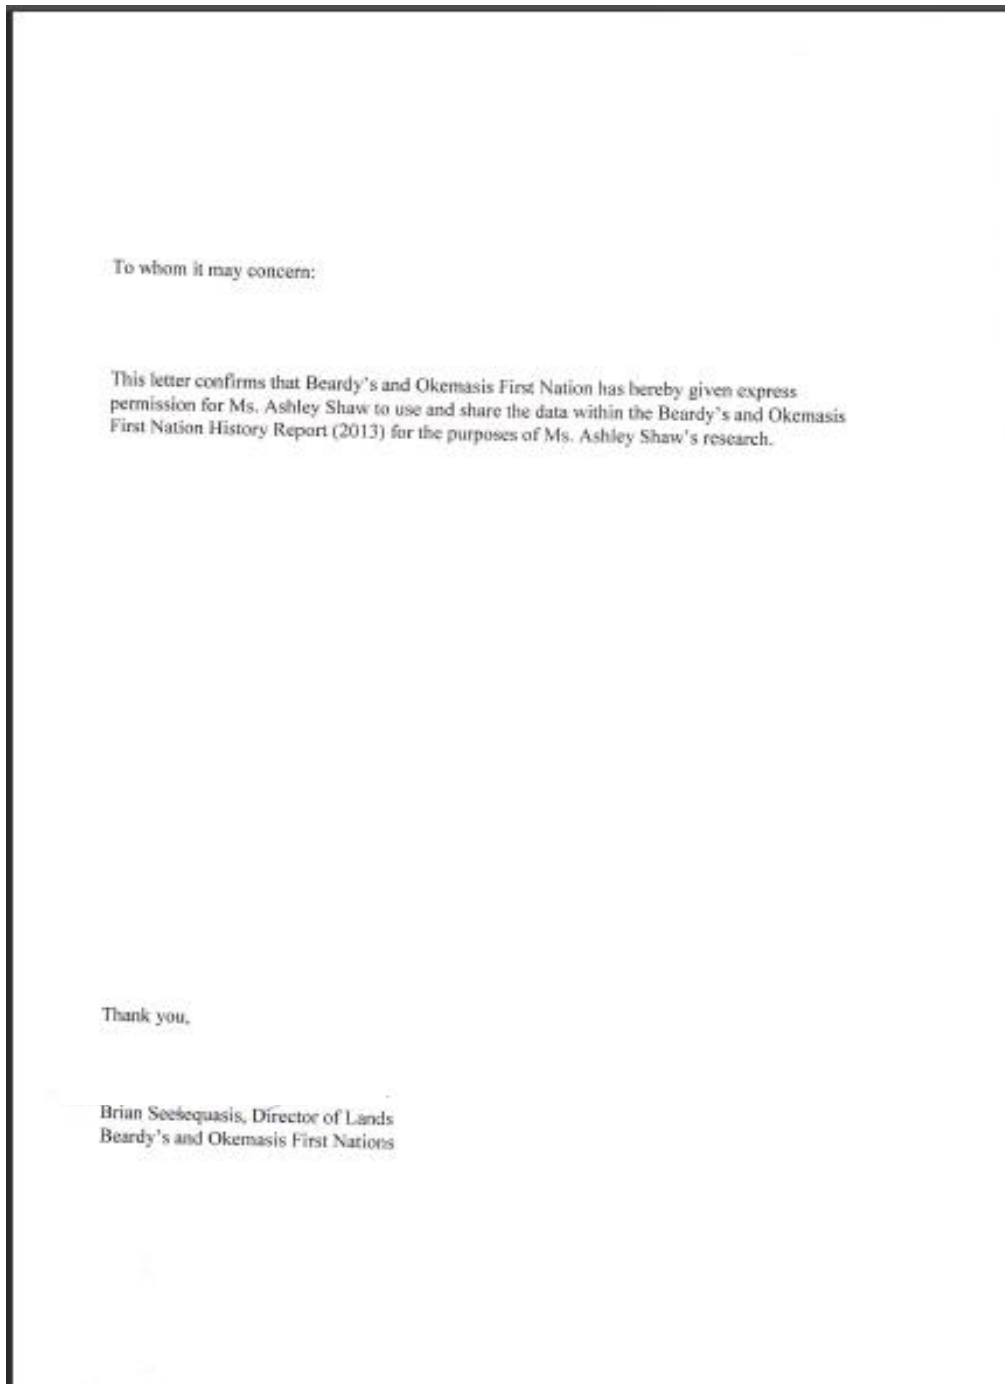 To whom it may concern:
This letter confirms that Beardy's and Okemasis First Nation has hereby given express
permission for Ms. Ashley Shaw to use and share the data within the Beardy's and Okemasis
First Nation History Report (2013) for the purposes of Ms. Ashley Shaw's research.
Thank you,
Brian Seesequasis, Director of Lands
Beardy's and Okemasis First Nations